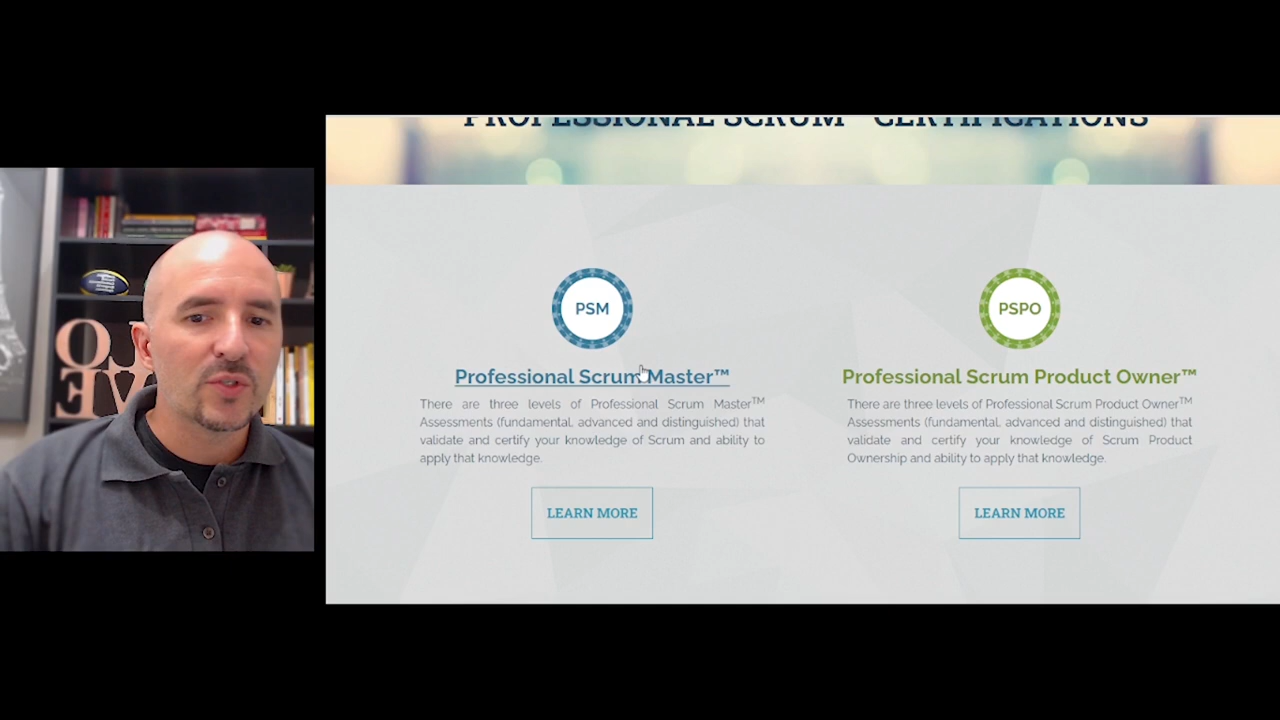 PROFESSIONAL SCRUM™ CERTIFICATIONS
PSM
Professional Scrum Master™
There are three levels of Professional Scrum Master™
Assessments (fundamental, advanced and distinguished) that
validate and certify your knowledge of Scrum and ability to
apply that knowledge.
LEARN MORE
PSPO
Professional Scrum Product Owner™
There are three levels of Professional Scrum Product Owner™
Assessments (fundamental, advanced and distinguished) that
validate and certify your knowledge of Scrum Product
Ownership and ability to apply that knowledge.
LEARN MORE